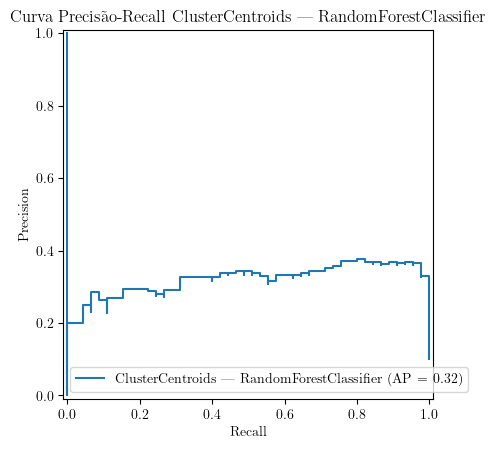 Curva Precisão-Recall ClusterCentroids — RandomForestClassifier
1.0
0.8
0.6
0.4
0.2
0.0
Precision
ClusterCentroids — RandomForestClassifier (AP = 0.32)
0.0 0.2 0.4 0.6 0.8 1.0
Recall